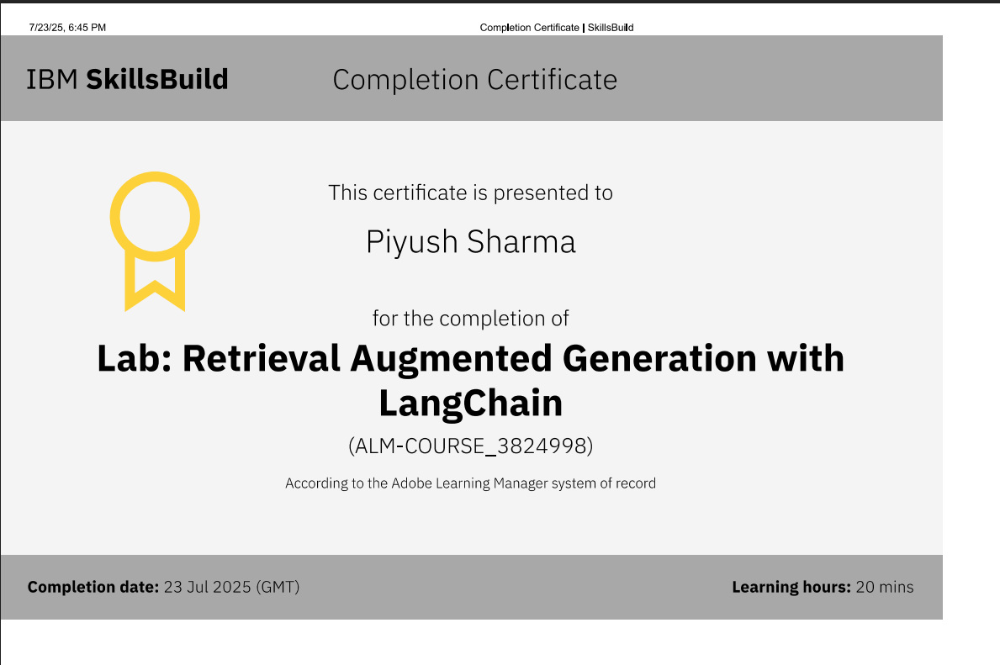 7/23/25, 6:45 PM
Completion Certificate | SkillsBuild
IBM SkillsBuild
Completion Certificate
This certificate is presented to
Piyush Sharma
for the completion of
Lab: Retrieval Augmented Generation with
LangChain
(ALM-COURSE_3824998)
According to the Adobe Learning Manager system of record
Completion date: 23 Jul 2025 (GMT)
Learning hours: 20 mins